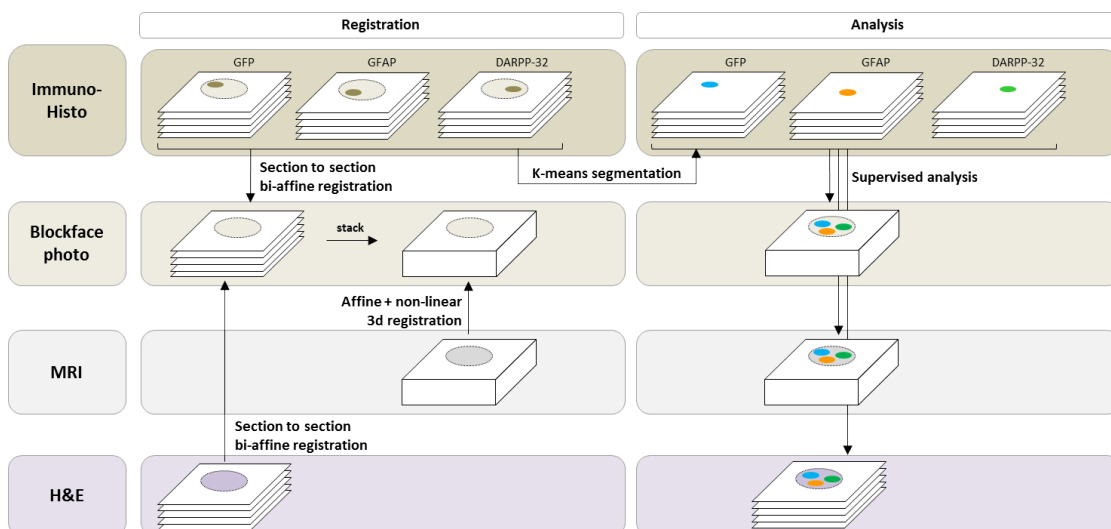 Registration
Analysis
Immuno-
Histo
GFP
GFAP
DARPP-32
GFP
GFAP
DARPP-32
Section to section
bi-affine registration
K-means segmentation
Supervised analysis
Blockface
photo
stack
Affine + non-linear
3d registration
MRI
Section to section
bi-affine registration
H&E